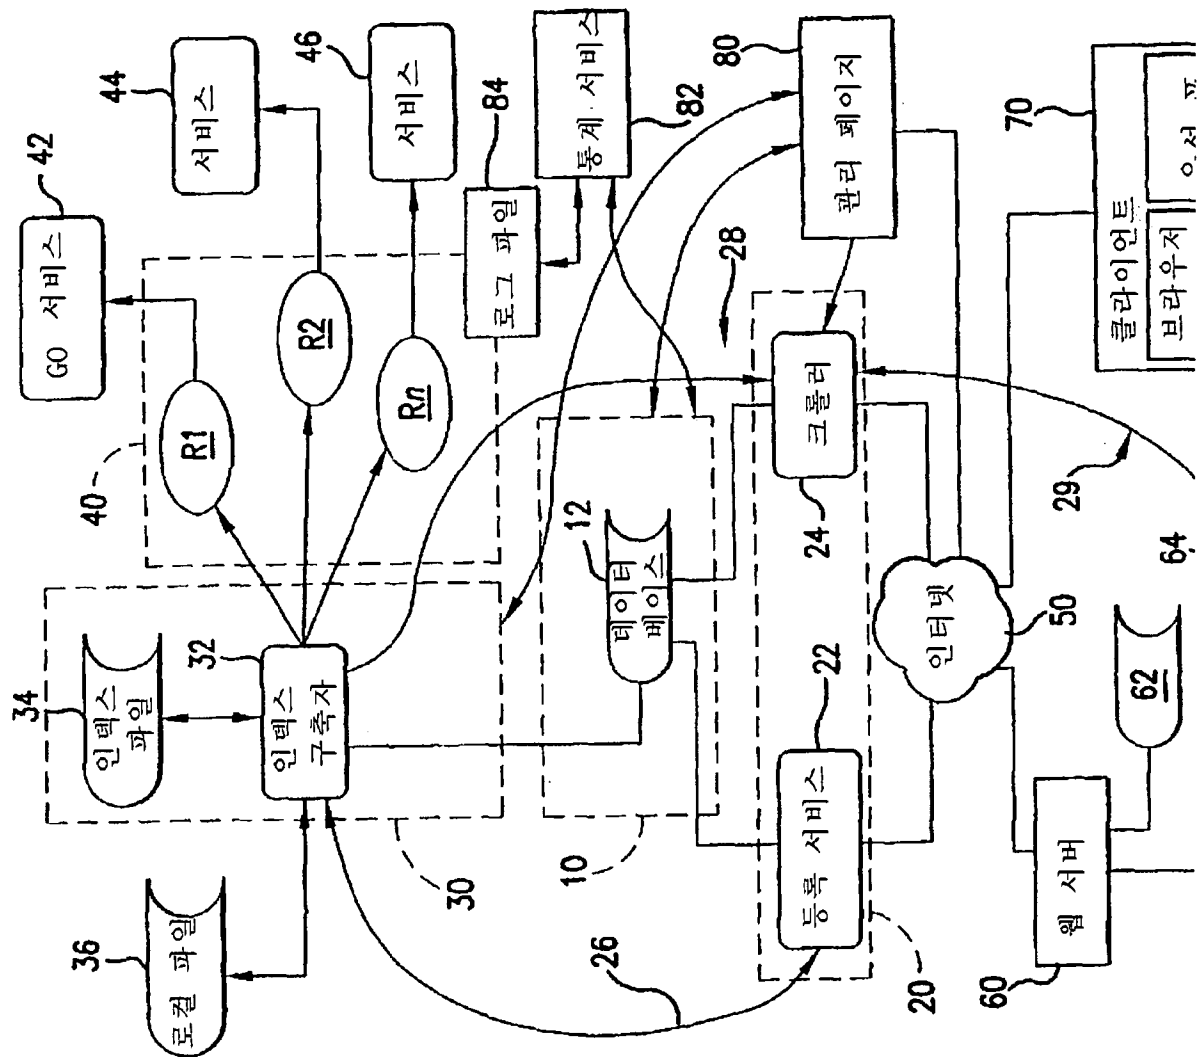 GO 서비스
42
서비스
44
서비스
46
로그 파일
84
통계 서비스
82
관리 페이지
80
R1
R2
Rn
40
인덱스
파일
34
인덱스
구축자
32
30
로컬 파일
36
데이터
베이스
12
10
크롤러
24
28
등록 서비스
22
20
26
인터넷
50
29
클라이언트
브라우저
70
웹 서버
60
62
64